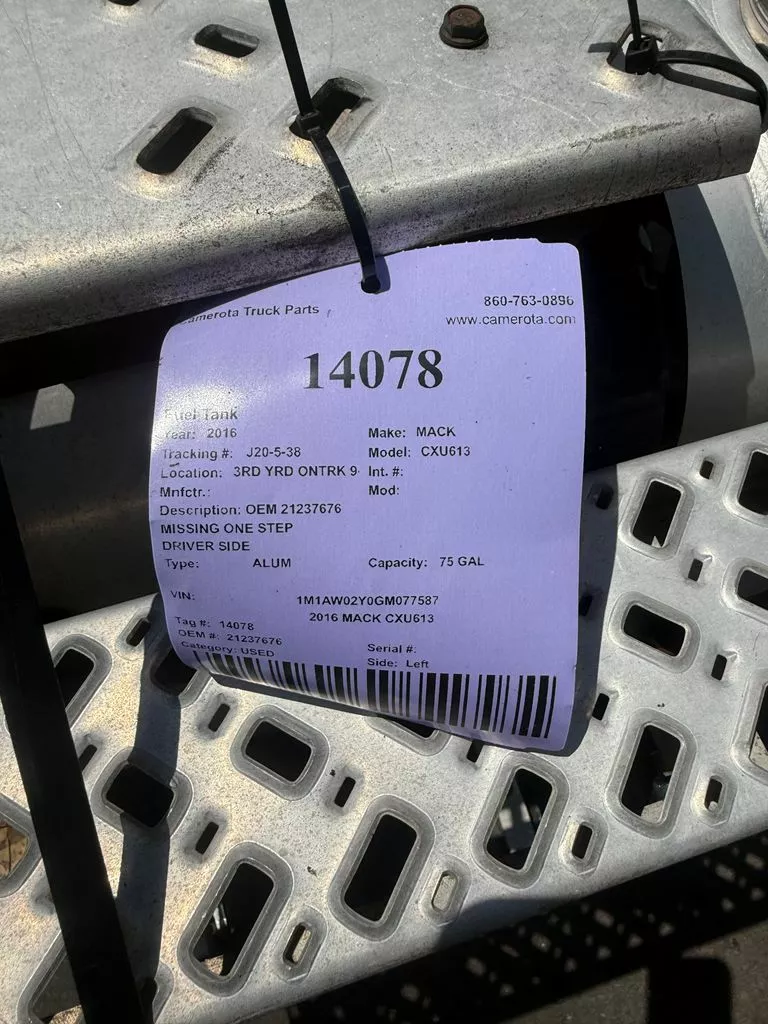 Camerota Truck Parts 860-763-0896
www.camerota.com
14078
Fuel Tank
Year: 2016 Make: MACK
Tracking #: J20-5-38 Model: CXU613
Location: 3RD YRD ONTRK 9- Int. #:
Mnfctr.: Mod:
Description: OEM 21237676
MISSING ONE STEP
DRIVER SIDE
Type: ALUM Capacity: 75 GAL
VIN: 1M1AW02Y0GM077587
2016 MACK CXU613
Tag #: 14078
OEM #: 21237676 Serial #:
Category: USED Side: Left